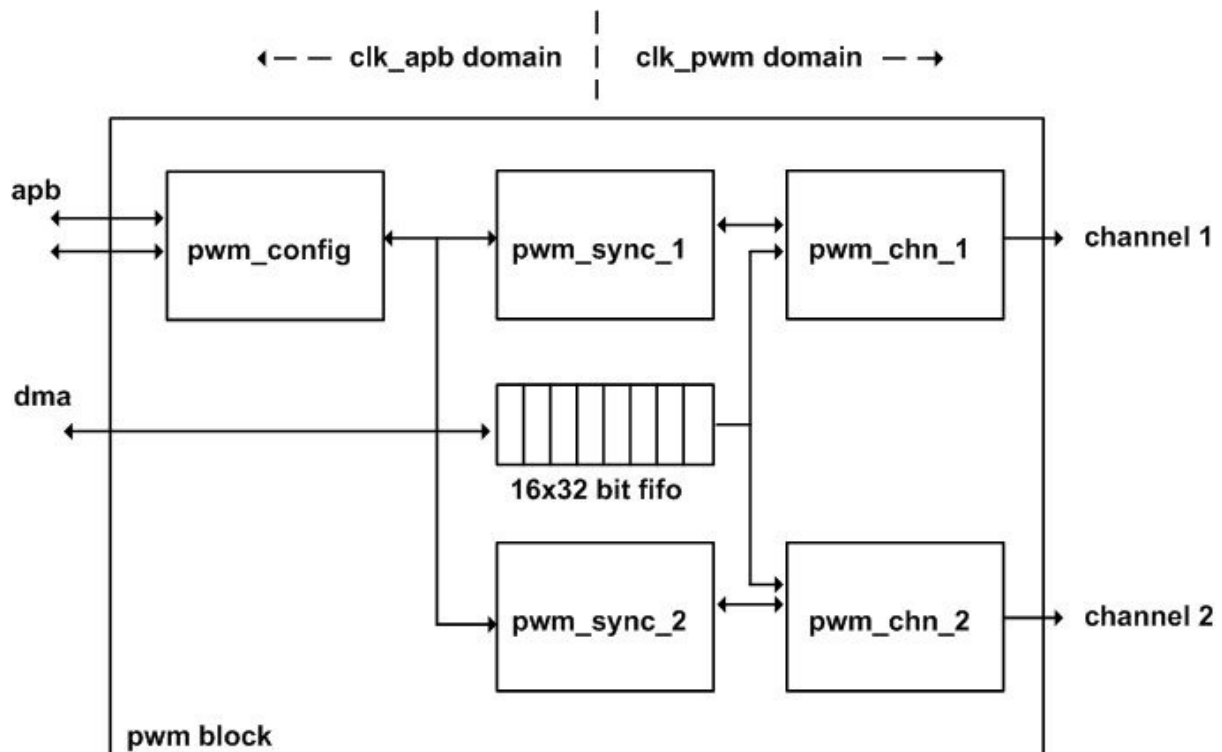 clk_apb domain
clk_pwm domain
apb
pwm_config
pwm_sync_1
pwm_chn_1
channel 1
dma
16x32 bit fifo
pwm_sync_2
pwm_chn_2
channel 2
pwm block